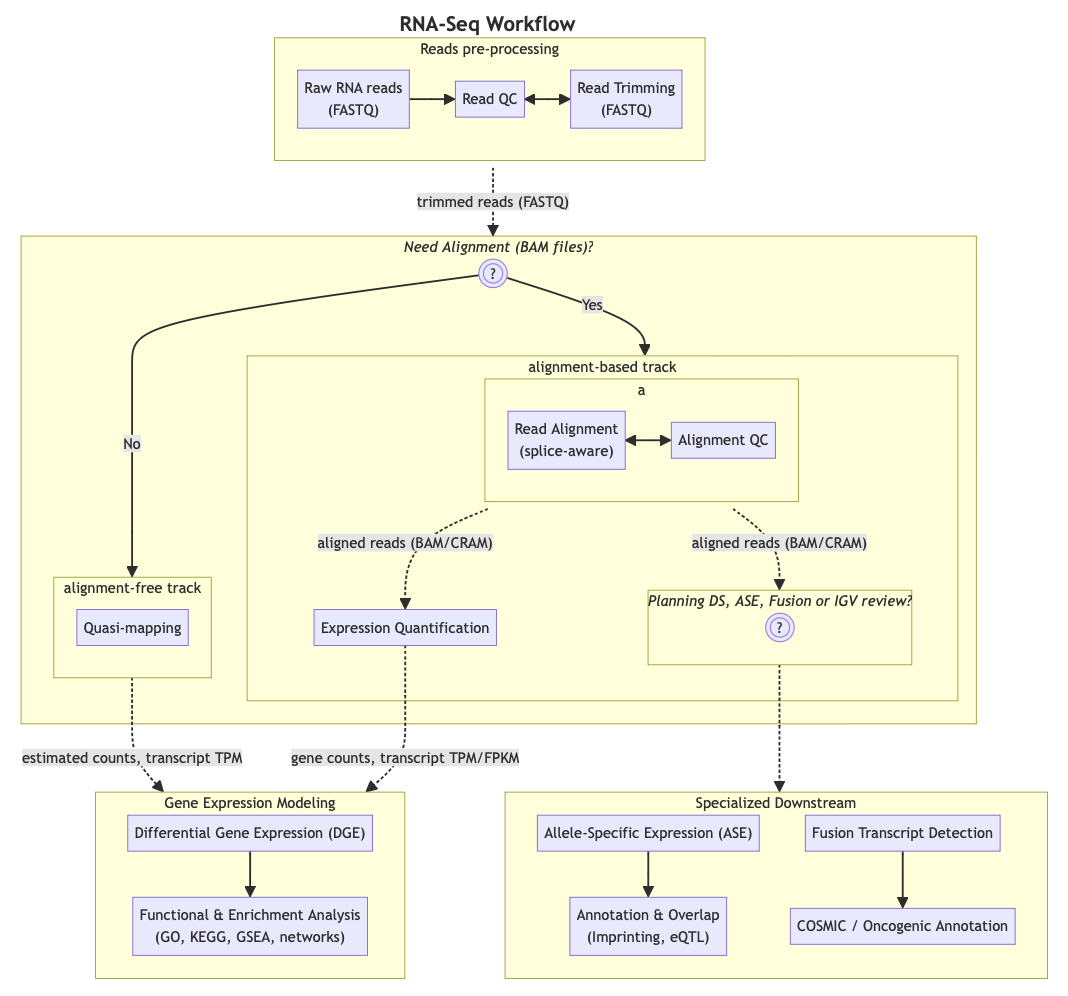 RNA-Seq Workflow
Reads pre-processing
Raw RNA reads
(FASTQ)
Read QC
Read Trimming
(FASTQ)
trimmed reads (FASTQ)
Need Alignment (BAM files)?
?
Yes
No
alignment-based track
a
Read Alignment
(splice-aware)
Alignment QC
aligned reads (BAM/CRAM)
aligned reads (BAM/CRAM)
alignment-free track
Quasi-mapping
Expression Quantification
Planning DS, ASE, Fusion or IGV review?
?
estimated counts, transcript TPM
gene counts, transcript TPM/FPKM
Gene Expression Modeling
Differential Gene Expression (DGE)
Functional & Enrichment Analysis
(GO, KEGG, GSEA, networks)
Specialized Downstream
Allele-Specific Expression (ASE)
Fusion Transcript Detection
Annotation & Overlap
(Imprinting, eQTL)
COSMIC / Oncogenic Annotation